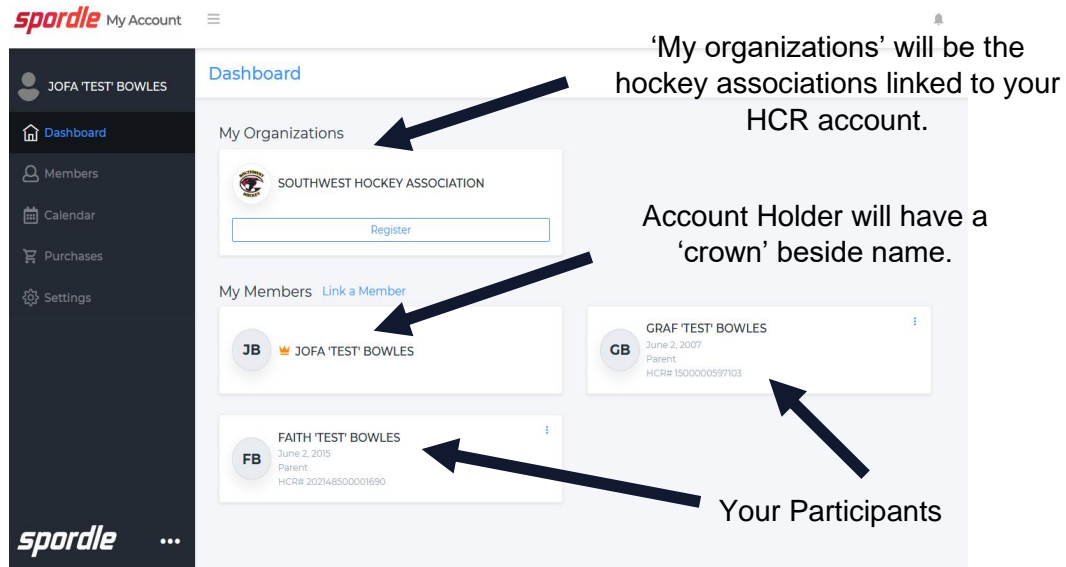 spordle My Account
'My organizations' will be the
hockey associations linked to your
HCR account.
JOFA 'TEST' BOWLES
Dashboard
Dashboard
Members
Calendar
Purchases
Settings
My Organizations
SOUTHWEST HOCKEY ASSOCIATION
Register
Account Holder will have a
'crown' beside name.
My Members Link a Member
JB JOFA 'TEST' BOWLES
GB
GRAF 'TEST' BOWLES
June 2, 2007
Parent
HCR# 1500000597103
FB
FAITH 'TEST' BOWLES
June 2, 2015
Parent
HCR# 202148500001690
Your Participants
spordle